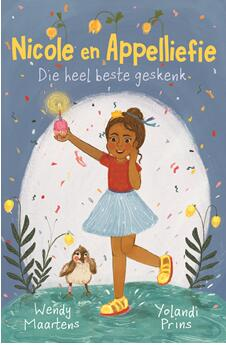 Nicole en Appelliefie
Die heel beste geskenk
Wendy Yolandi
Maartens Prins